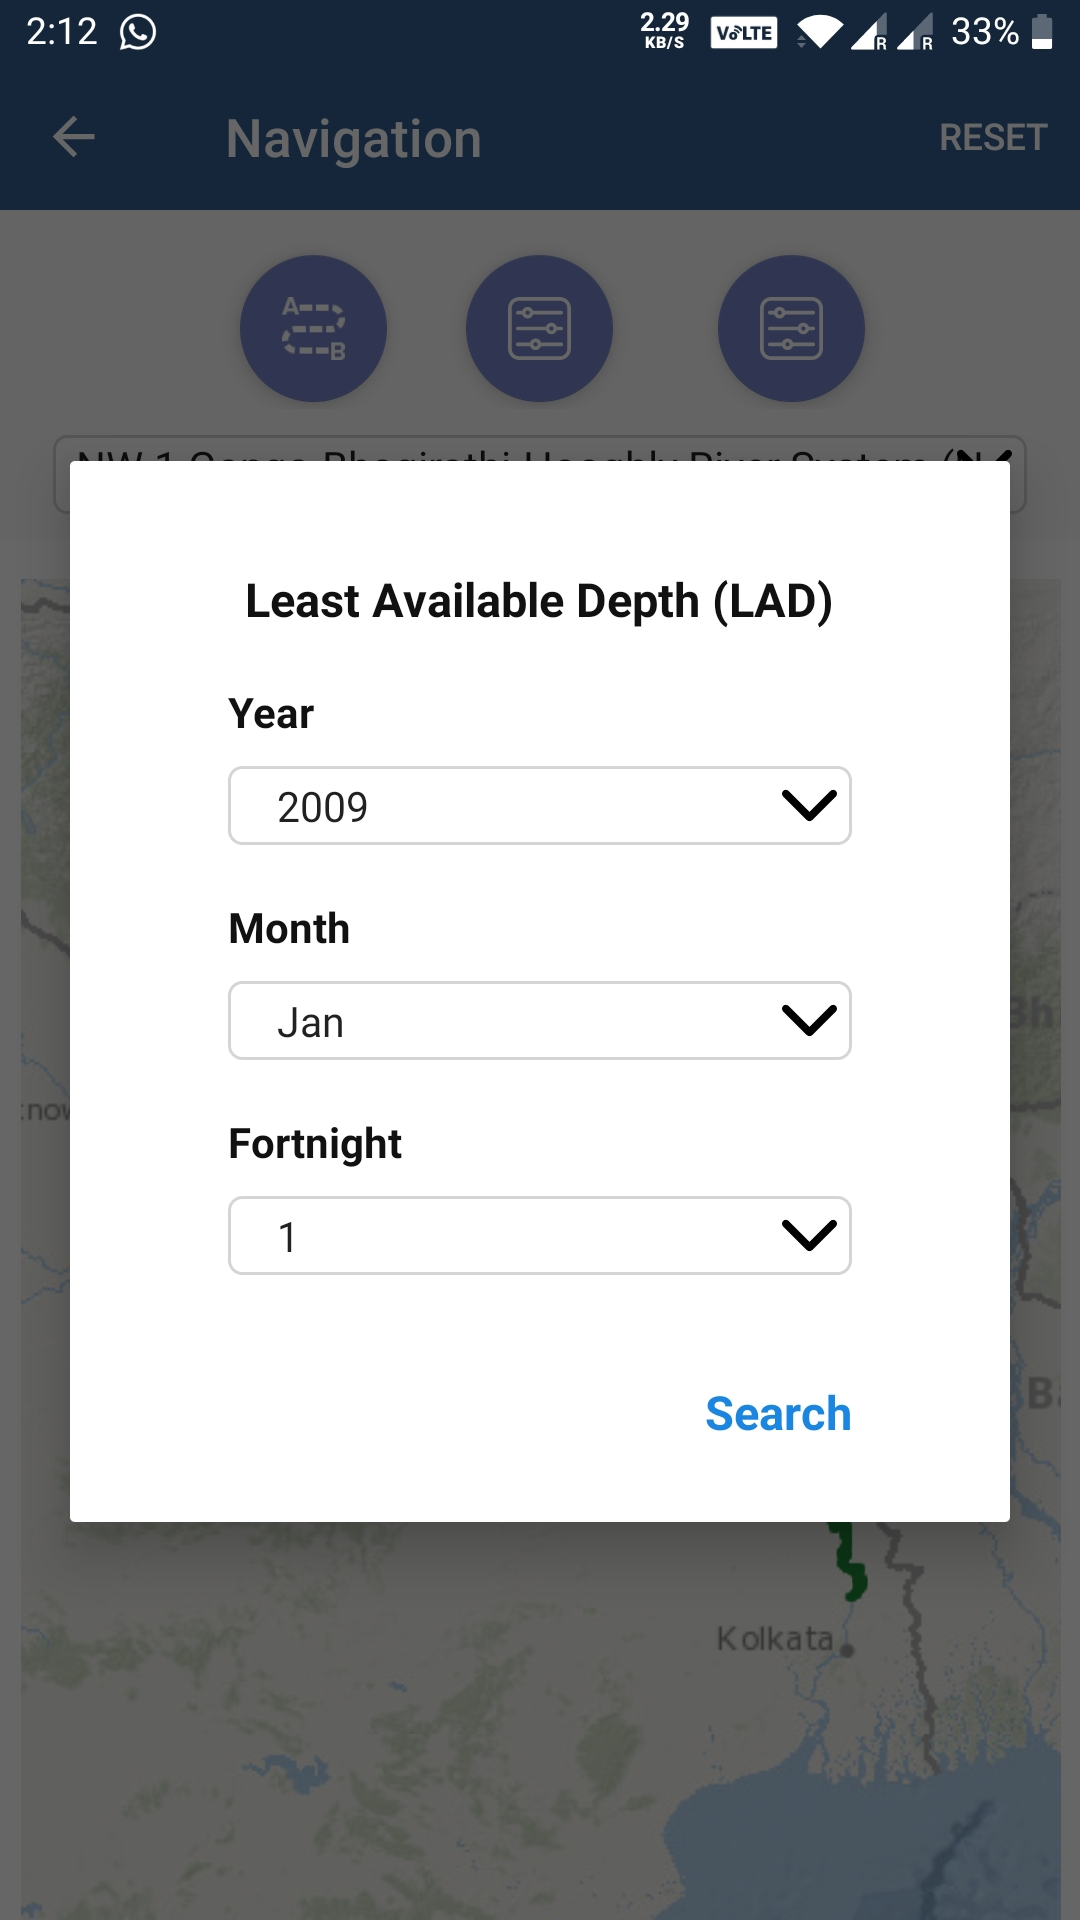 2:12 2.29 KB/S VoLTE R R 33%
Navigation RESET
A
B
Least Available Depth (LAD)
Year
2009
Month
Jan
Fortnight
1
Search
Kolkata